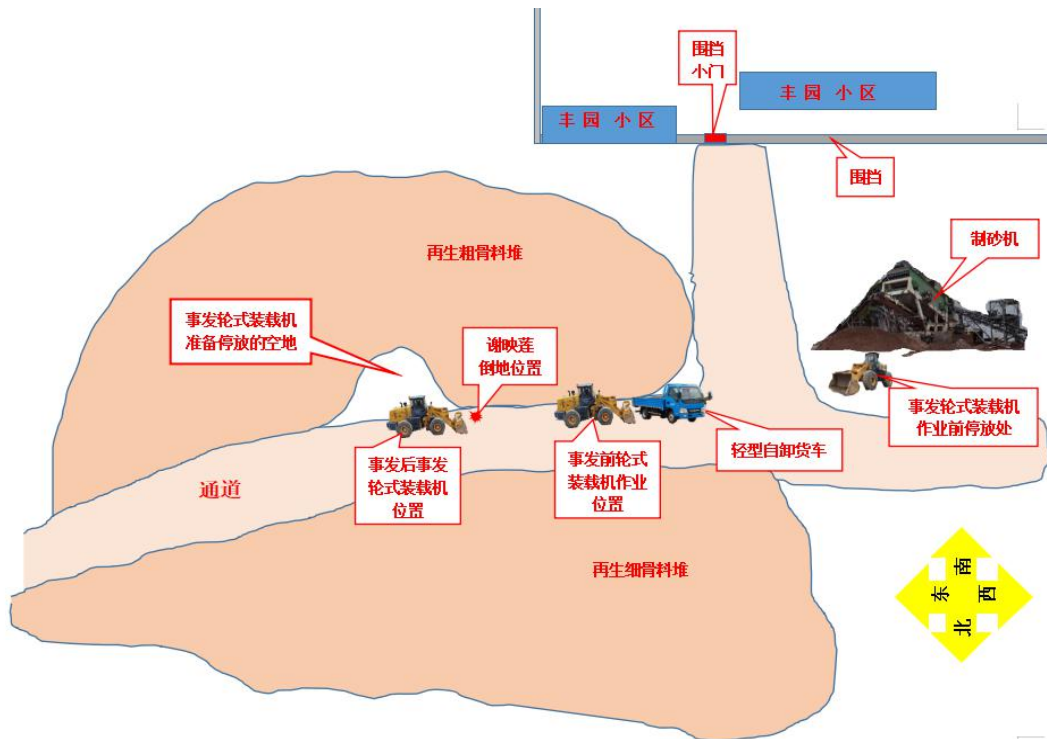 围挡
小门
丰园 小区
丰 园 小 区
围挡
制砂机
再生粗骨料堆
事发轮式装载机
准备停放的空地
谢映莲
倒地位置
事发轮式装载机
作业前停放处
轻型自卸货车
事发前轮式
装载机作业
位置
事发后事发
轮式装载机
位置
通道
再生细骨料堆
南
东
西
北